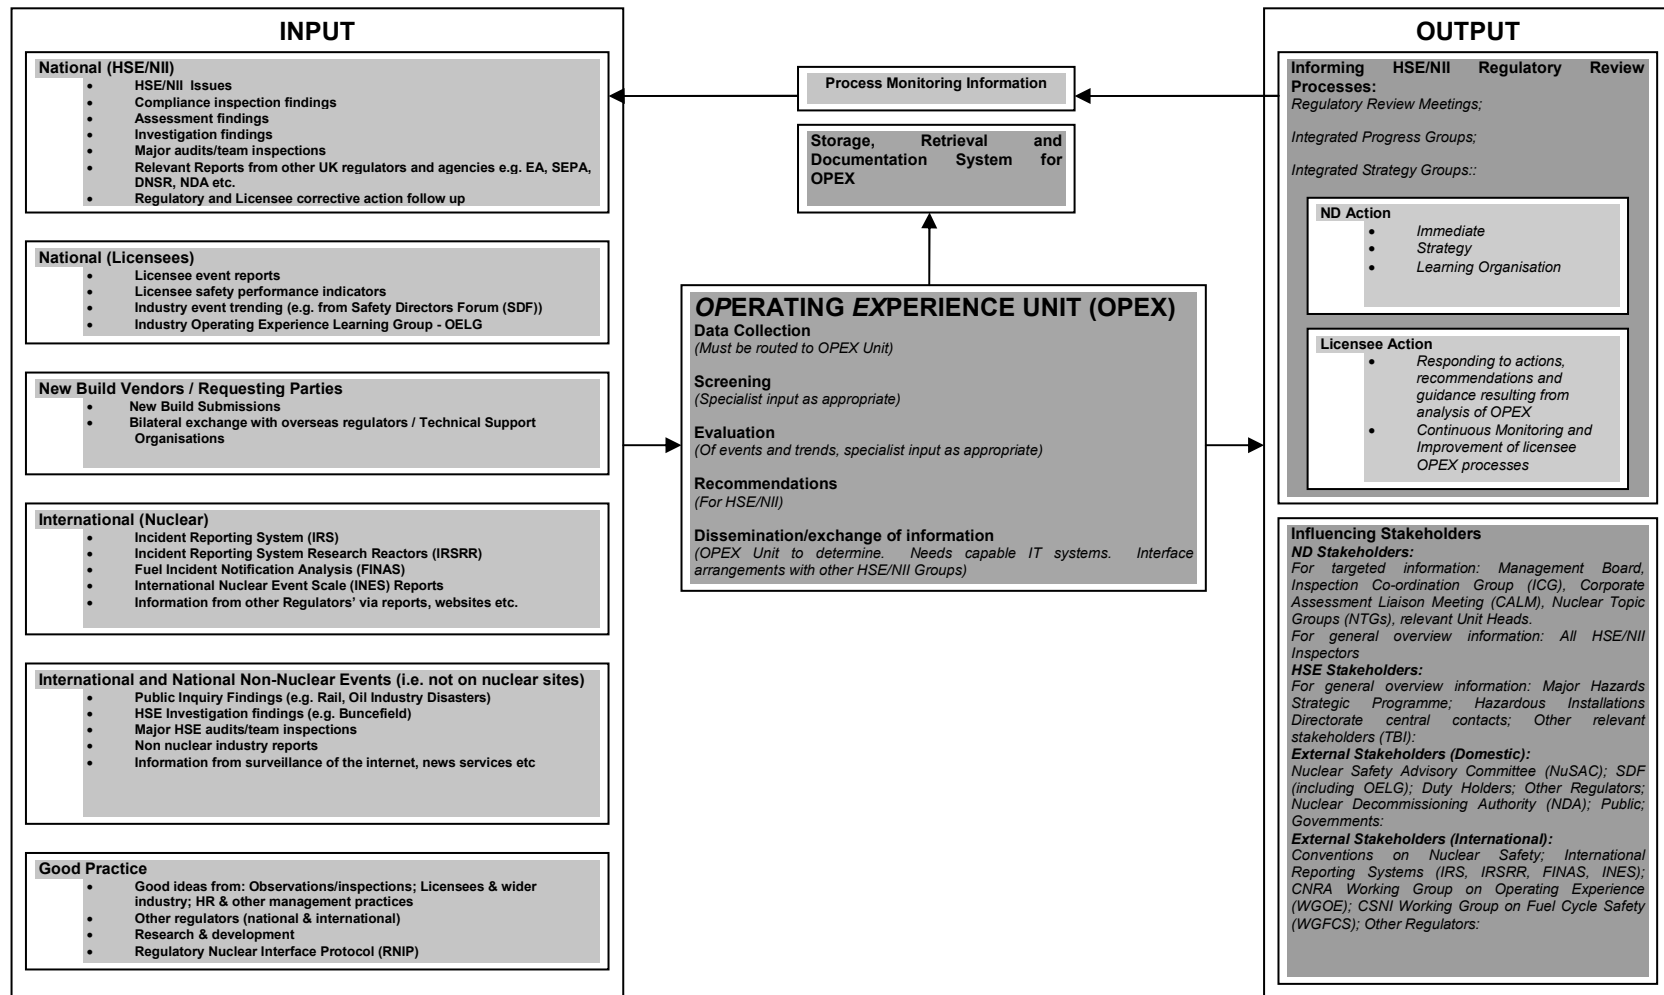 INPUT
National (HSE/NII)
• HSE/NII Issues
• Compliance inspection findings
• Assessment findings
• Investigation findings
• Major audits/team inspections
• Relevant Reports from other UK regulators and agencies e.g. EA, SEPA,
DNSR, NDA etc.
• Regulatory and Licensee corrective action follow up
National (Licensees)
• Licensee event reports
• Licensee safety performance indicators
• Industry event trending (e.g. from Safety Directors Forum (SDF))
• Industry Operating Experience Learning Group - OELG
New Build Vendors / Requesting Parties
• New Build Submissions
• Bilateral exchange with overseas regulators / Technical Support
Organisations
International (Nuclear)
• Incident Reporting System (IRS)
• Incident Reporting System Research Reactors (IRSRR)
• Fuel Incident Notification Analysis (FINAS)
• International Nuclear Event Scale (INES) Reports
• Information from other Regulators' via reports, websites etc.
International and National Non-Nuclear Events (i.e. not on nuclear sites)
• Public Inquiry Findings (e.g. Rail, Oil Industry Disasters)
• HSE Investigation findings (e.g. Buncefield)
• Major HSE audits/team inspections
• Non nuclear industry reports
• Information from surveillance of the internet, news services etc
Good Practice
• Good ideas from: Observations/inspections; Licensees & wider
industry; HR & other management practices
• Other regulators (national & international)
• Research & development
• Regulatory Nuclear Interface Protocol (RNIP)
Process Monitoring Information
Storage, Retrieval and
Documentation System for
OPEX
OPERATING EXPERIENCE UNIT (OPEX)
Data Collection
(Must be routed to OPEX Unit)
Screening
(Specialist input as appropriate)
Evaluation
(Of events and trends, specialist input as appropriate)
Recommendations
(For HSE/NII)
Dissemination/exchange of information
(OPEX Unit to determine. Needs capable IT systems. Interface
arrangements with other HSE/NII Groups)
OUTPUT
Informing HSE/NII Regulatory Review
Processes:
Regulatory Review Meetings;
Integrated Progress Groups;
Integrated Strategy Groups::
ND Action
• Immediate
• Strategy
• Learning Organisation
Licensee Action
• Responding to actions,
recommendations and
guidance resulting from
analysis of OPEX
• Continuous Monitoring and
Improvement of licensee
OPEX processes
Influencing Stakeholders
ND Stakeholders:
For targeted information: Management Board,
Inspection Co-ordination Group (ICG), Corporate
Assessment Liaison Meeting (CALM), Nuclear Topic
Groups (NTGs), relevant Unit Heads.
For general overview information: All HSE/NII
Inspectors
HSE Stakeholders:
For general overview information: Major Hazards
Strategic Programme; Hazardous Installations
Directorate central contacts; Other relevant
stakeholders (TBI):
External Stakeholders (Domestic):
Nuclear Safety Advisory Committee (NuSAC); SDF
(including OELG); Duty Holders; Other Regulators;
Nuclear Decommissioning Authority (NDA); Public;
Governments:
External Stakeholders (International):
Conventions on Nuclear Safety; International
Reporting Systems (IRS, IRSRR, FINAS, INES);
CNRA Working Group on Operating Experience
(WGOE); CSNI Working Group on Fuel Cycle Safety
(WGFCS); Other Regulators: